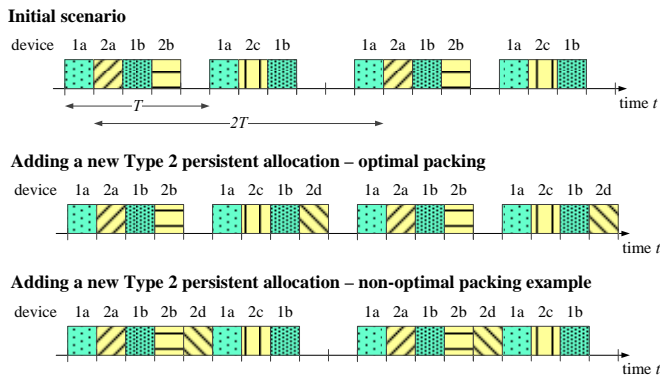 Initial scenario
device 1a 2a 1b 2b 1a 2c 1b 1a 2a 1b 2b 1a 2c 1b
T
time t
2T
Adding a new Type 2 persistent allocation – optimal packing
device 1a 2a 1b 2b 1a 2c 1b 2d 1a 2a 1b 2b 1a 2c 1b 2d
time t
Adding a new Type 2 persistent allocation – non-optimal packing example
device 1a 2a 1b 2b 2d 1a 2c 1b 1a 2a 1b 2b 2d 1a 2c 1b
time t